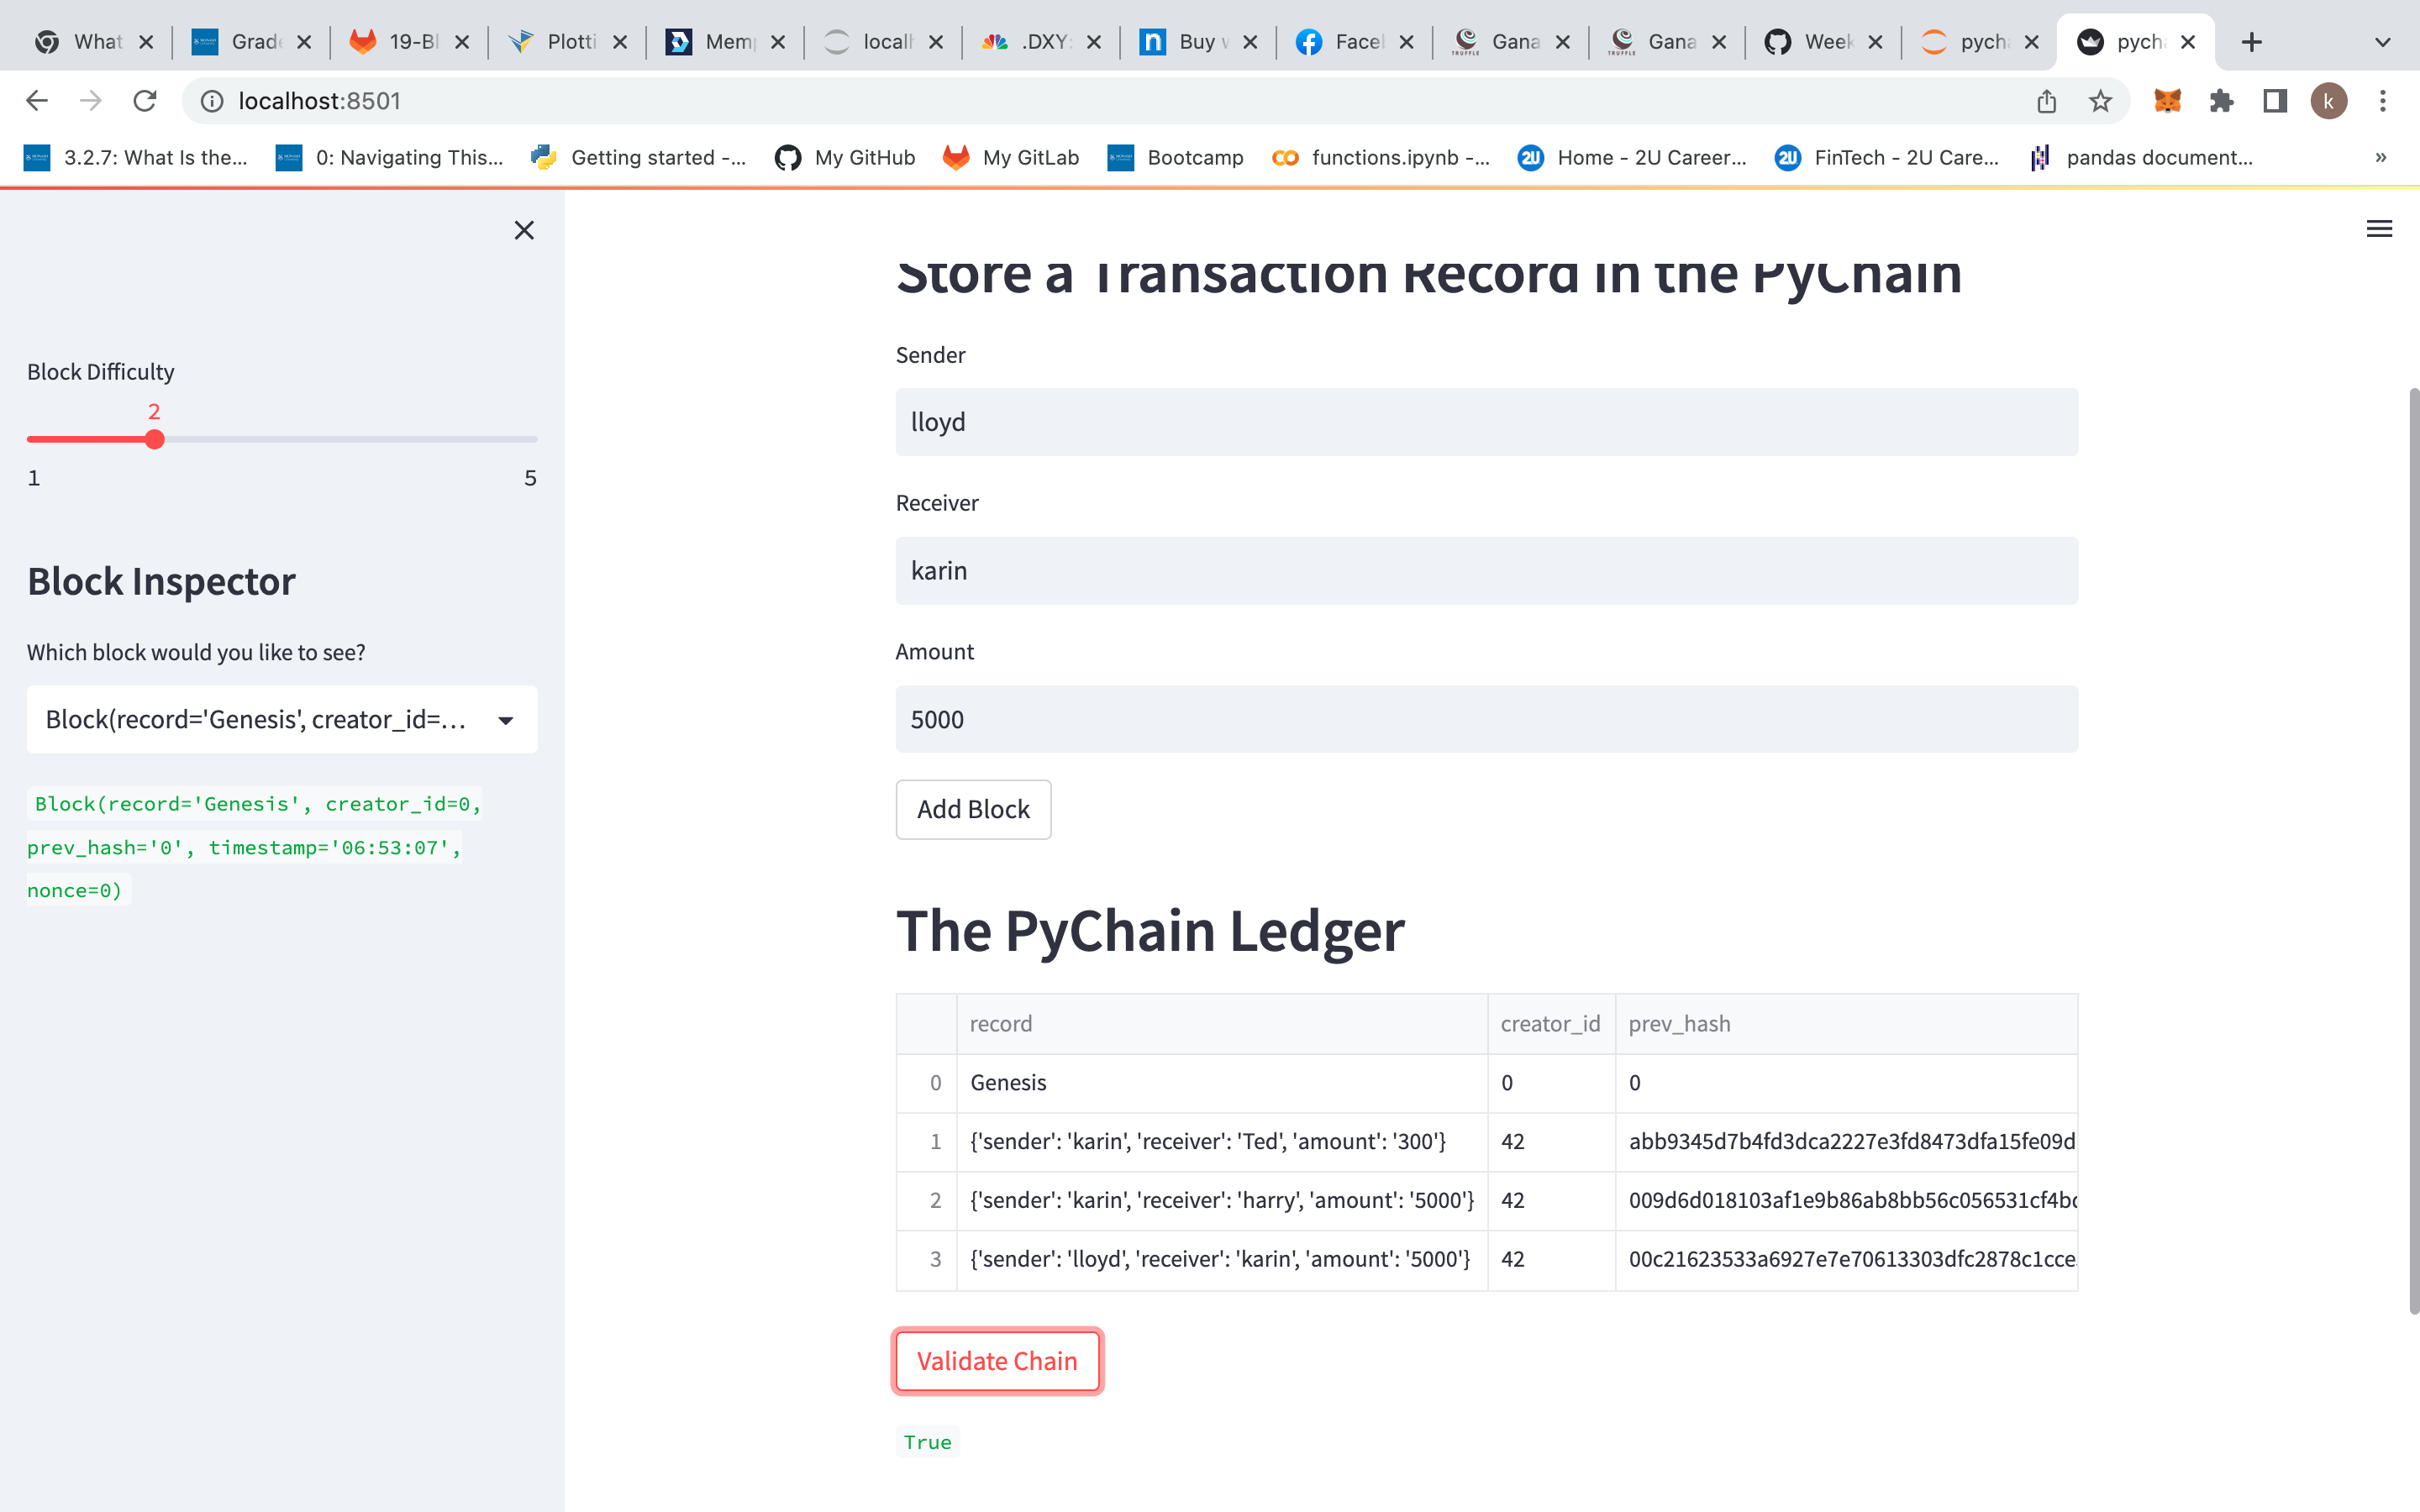 What
Grad
19-Bl
Plotti
Mem
local
.DXY
Buy
Face
Gana
Gana
Week
pych
pych
localhost:8501
k
3.2.7: What Is the...
0: Navigating This...
Getting started -...
My GitHub
My GitLab
Bootcamp
functions.ipynb -...
Home - 2U Career...
FinTech - 2U Care...
pandas document...
»
Block Difficulty
2
1 5
Block Inspector
Which block would you like to see?
Block(record='Genesis', creator_id=...
Block(record='Genesis', creator_id=0,
prev_hash='0', timestamp='06:53:07',
nonce=0)
Store a Transaction Record in the PyChain
Sender
lloyd
Receiver
karin
Amount
5000
Add Block
The PyChain Ledger
record creator_id prev_hash
0 Genesis 0 0
1 {'sender': 'karin', 'receiver': 'Ted', 'amount': '300'} 42 abb9345d7b4fd3dca2227e3fd8473dfa15fe09d
2 {'sender': 'karin', 'receiver': 'harry', 'amount': '5000'} 42 009d6d018103af1e9b86ab8bb56c056531cf4b
3 {'sender': 'lloyd', 'receiver': 'karin', 'amount': '5000'} 42 00c21623533a6927e7e70613303dfc2878c1cce
Validate Chain
True